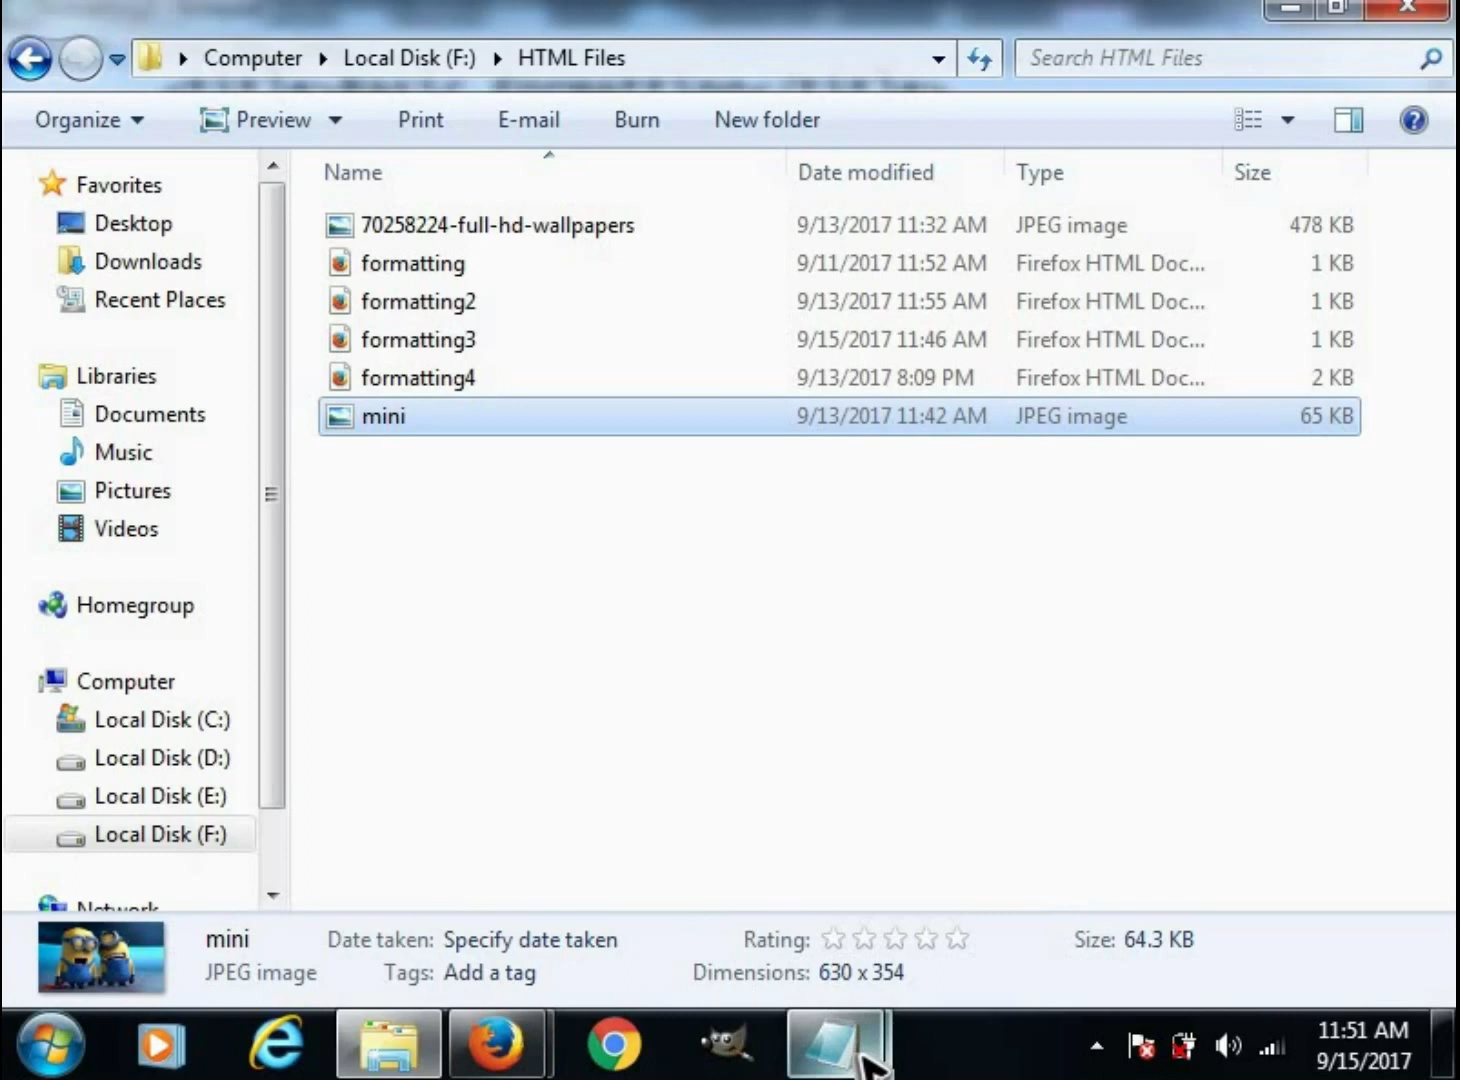 Computer Local Disk (F:) HTML Files Search HTML Files
Organize Preview Print E-mail Burn New folder
Name Date modified Type Size
70258224-full-hd-wallpapers 9/13/2017 11:32 AM JPEG image 478 KB
formatting 9/11/2017 11:52 AM Firefox HTML Doc... 1 KB
formatting2 9/13/2017 11:55 AM Firefox HTML Doc... 1 KB
formatting3 9/15/2017 11:46 AM Firefox HTML Doc... 1 KB
formatting4 9/13/2017 8:09 PM Firefox HTML Doc... 2 KB
mini 9/13/2017 11:42 AM JPEG image 65 KB
Favorites
Desktop
Downloads
Recent Places
Libraries
Documents
Music
Pictures
Videos
Homegroup
Computer
Local Disk (C:)
Local Disk (D:)
Local Disk (E:)
Local Disk (F:)
Network
mini Date taken: Specify date taken Rating: Size: 64.3 KB
JPEG image Tags: Add a tag Dimensions: 630 x 354
11:51 AM
9/15/2017